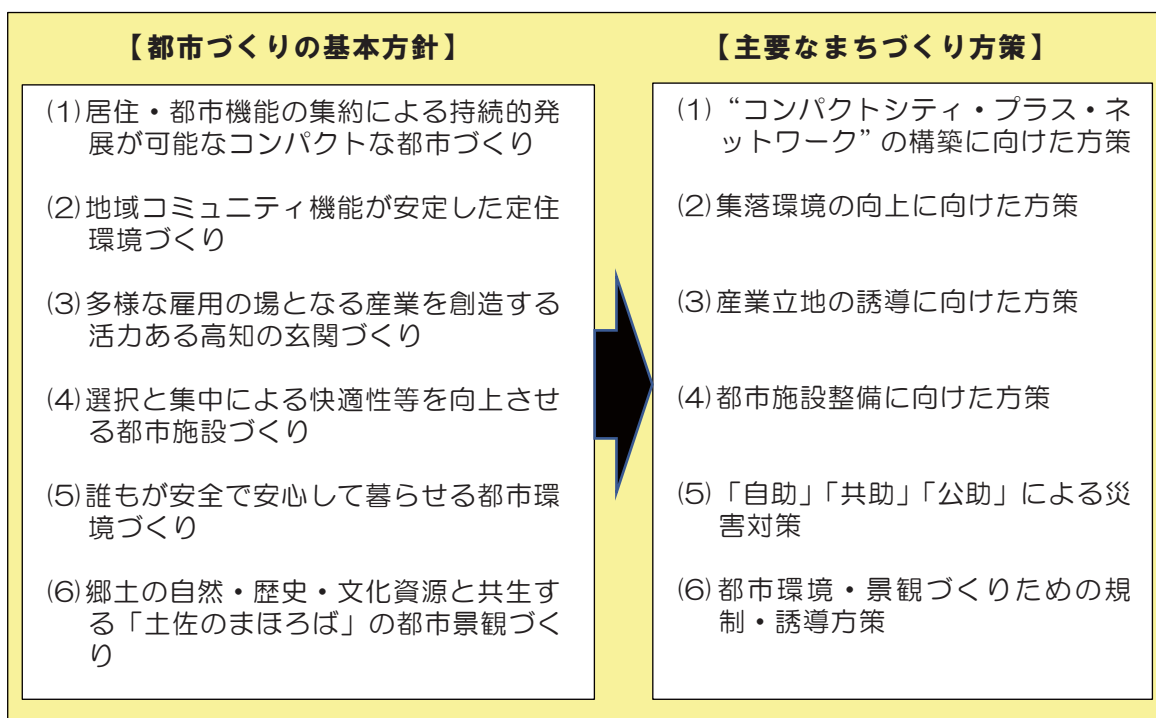 【都市づくりの基本方針】
(1)居住・都市機能の集約による持続的発
展が可能なコンパクトな都市づくり
(2)地域コミュニティ機能が安定した定住
環境づくり
(3)多様な雇用の場となる産業を創造する
活力ある高知の玄関づくり
(4)選択と集中による快適性等を向上させ
る都市施設づくり
(5)誰もが安全で安心して暮らせる都市環
境づくり
(6)郷土の自然・歴史・文化資源と共生す
る「土佐のまほろば」の都市景観づく
り
【主要なまちづくり方策】
(1)“コンパクトシティ・プラス・ネ
ットワーク”の構築に向けた方策
(2)集落環境の向上に向けた方策
(3)産業立地の誘導に向けた方策
(4)都市施設整備に向けた方策
(5)「自助」「共助」「公助」による災
害対策
(6)都市環境・景観づくりための規
制・誘導方策